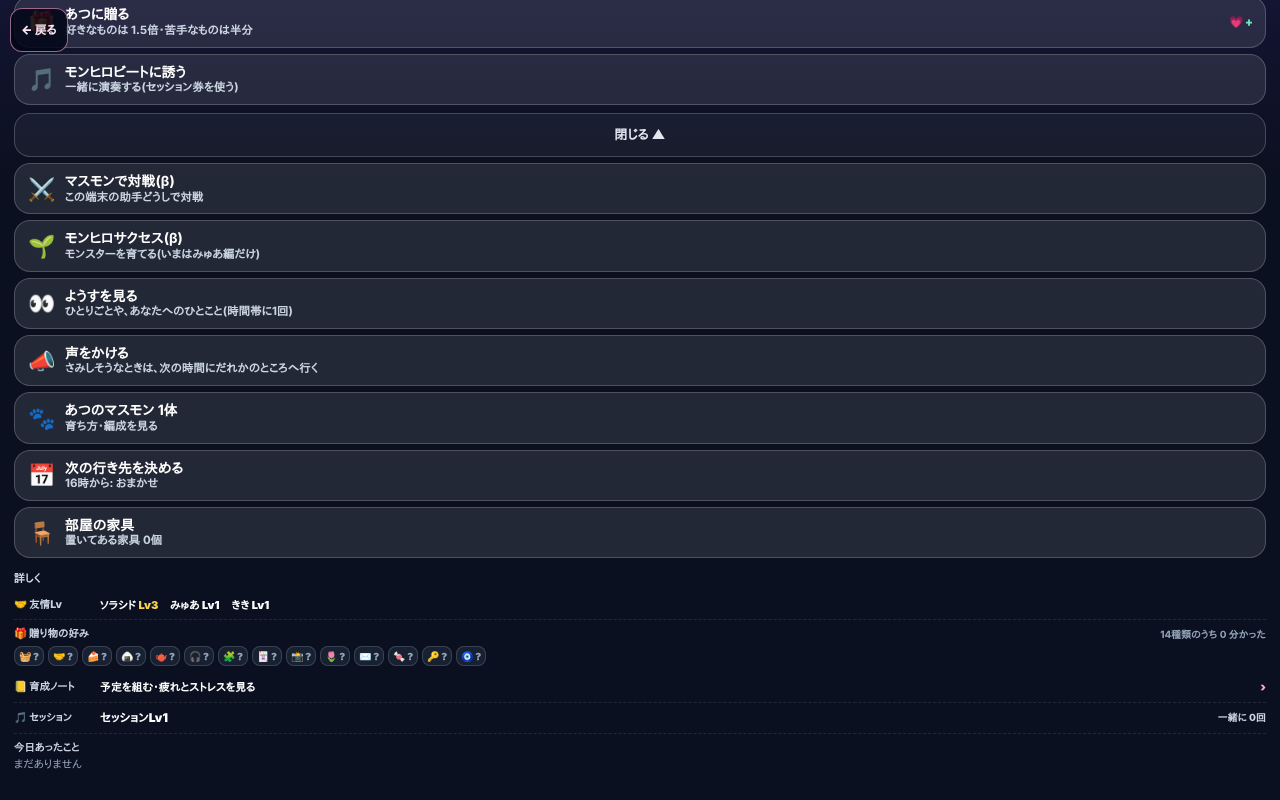 あつに贈る
← 戻る
好きなものは 1.5倍・苦手なものは半分
+
モンヒロビートに誘う
一緒に演奏する(セッション券を使う)
閉じる ▲
マスモンで対戦(β)
この端末の助手どうしで対戦
モンヒロサクセス(β)
モンスターを育てる(いまはみゅあ編だけ)
ようすを見る
ひとりごとや、あなたへのひとこと(時間帯に1回)
声をかける
さみしそうなときは、次の時間にだれかのところへ行く
あつのマスモン 1体
育ち方・編成を見る
次の行き先を決める
16時から: おまかせ
部屋の家具
置いてある家具 0個
詳しく
友情Lv ソラシド Lv3 みゅあ Lv1 きき Lv1
贈り物の好み 14種類のうち 0 分かった
? ? ? ? ? ? ? ? ? ? ? ? ? ?
育成ノート 予定を組む・疲れとストレスを見る ›
セッション セッションLv1 一緒に 0回
今日あったこと
まだありません